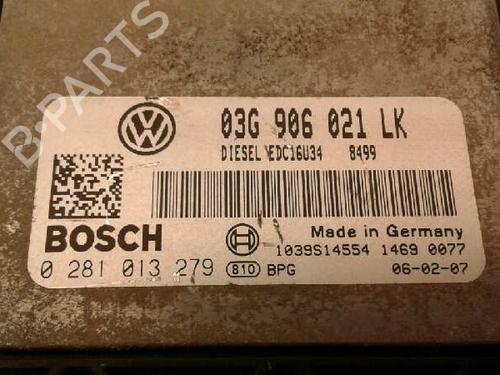 B-PARTS
03G 906 021 LK
DIESEL EDC16U34 8499
BOSCH
Made in Germany
1039S14554 1469 0077
0 281 013 279 810 BPG 06-02-07